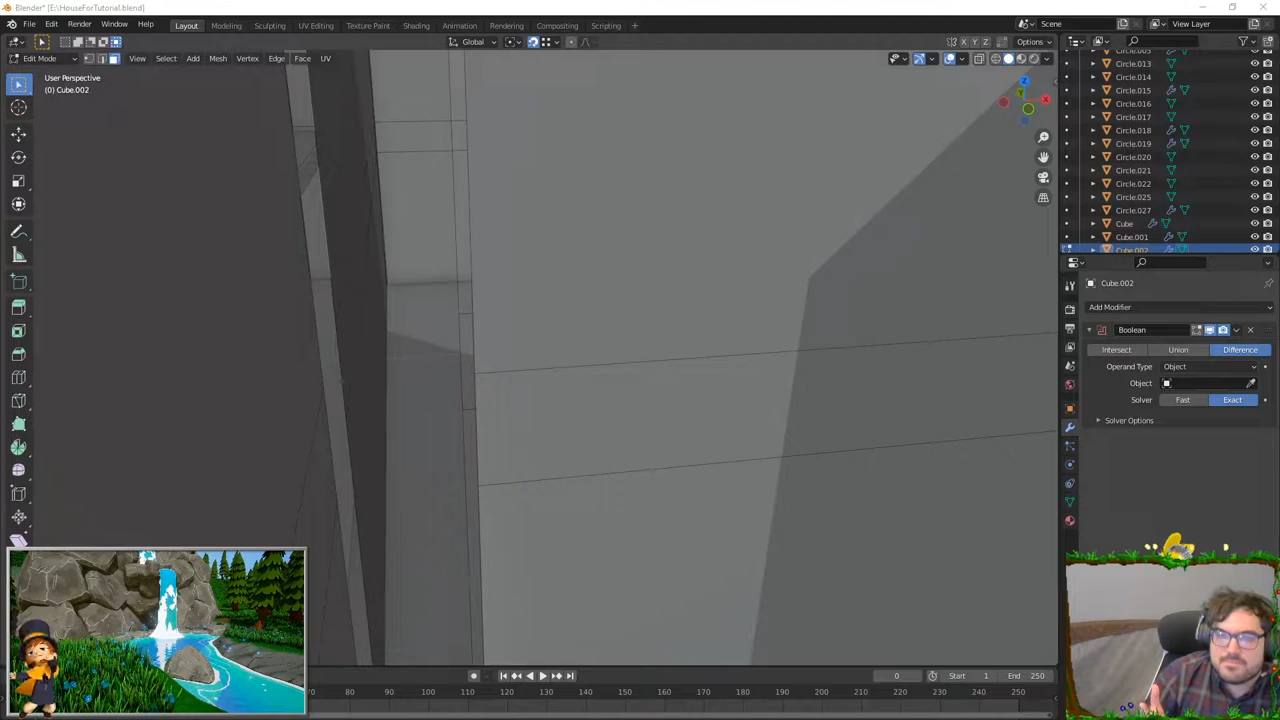 Blender* [E:\HouseForTutorial.blend]
File Edit Render Window Help Layout Modeling Sculpting UV Editing Texture Paint Shading Animation Rendering Compositing Scripting + Scene View Layer
Global X Y Z Options
Edit Mode View Select Add Mesh Vertex Edge Face UV
User Perspective
(0) Cube.002
Z
Y
X
Circle.005
Circle.013
Circle.014
Circle.015
Circle.016
Circle.017
Circle.018
Circle.019
Circle.020
Circle.021
Circle.022
Circle.025
Circle.027
Cube
Cube.001
Cube.002
Cube.002
Add Modifier
Boolean
Intersect Union Difference
Operand Type Object
Object
Solver Fast Exact
Solver Options
0 Start 1 End 250
70 80 90 100 110 120 130 140 150 160 170 180 190 200 210 220 230 240 250